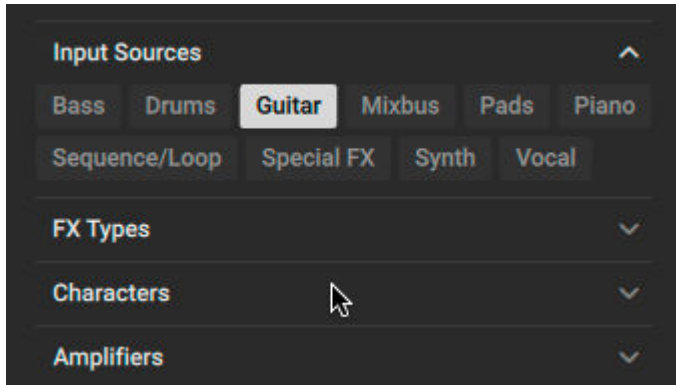 Input Sources
Bass Drums Guitar Mixbus Pads Piano
Sequence/Loop Special FX Synth Vocal
FX Types
Characters
Amplifiers